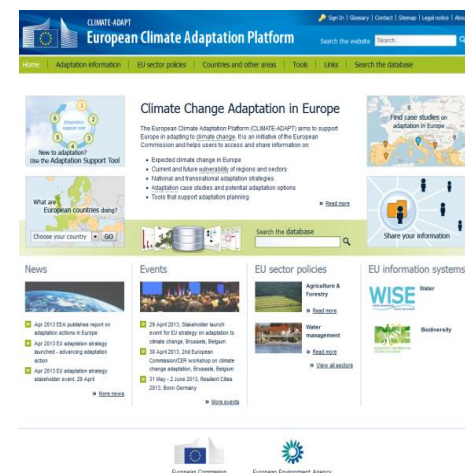 CLIMATE-ADAPT
European Climate Adaptation Platform
Sign In | Glossary | Contact | Sitemap | Legal notice | Abou
Search the website Search...
Home Adaptation information EU sector policies Countries and other areas Tools Links Search the database
Adaptation
support tool
New to adaptation?
Use the Adaptation Support Tool
Climate Change Adaptation in Europe
The European Climate Adaptation Platform (CLIMATE-ADAPT) aims to support
Europe in adapting to climate change. It is an initiative of the European
Commission and helps users to access and share information on:
Expected climate change in Europe
Current and future vulnerability of regions and sectors
National and transnational adaptation strategies
Adaptation case studies and potential adaptation options
Tools that support adaptation planning
» Read more
Find case studies on
adaptation in Europe
What are
European countries doing?
Choose your country GO
Search the database
Share your information
News
Apr 2013 EEA publishes report on
adaptation actions in Europe
Apr 2013 EU adaptation strategy
launched - advancing adaptation
action
Apr 2013 EU adaptation strategy
stakeholder event, 29 April
» More news
Events
29 April 2013, Stakeholder launch
event for EU strategy on adaptation to
climate change, Brussels, Belgium
30 April 2013, 2nd European
Commission/CER workshop on climate
change adaptation, Brussels, Belgium
31 May - 2 June 2013, Resilient Cities
2013, Bonn Germany
» More events
EU sector policies
Agriculture &
Forestry
» Read more
Water
management
» Read more
» View all sectors
EU information systems
WISE Water
Biodiversity
European Commission
European Environment Agency